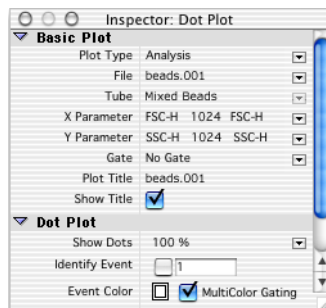 Inspector: Dot Plot
Basic Plot
Plot Type Analysis
File beads.001
Tube Mixed Beads
X Parameter FSC-H 1024 FSC-H
Y Parameter SSC-H 1024 SSC-H
Gate No Gate
Plot Title beads.001
Show Title
Dot Plot
Show Dots 100 %
Identify Event 1
Event Color MultiColor Gating